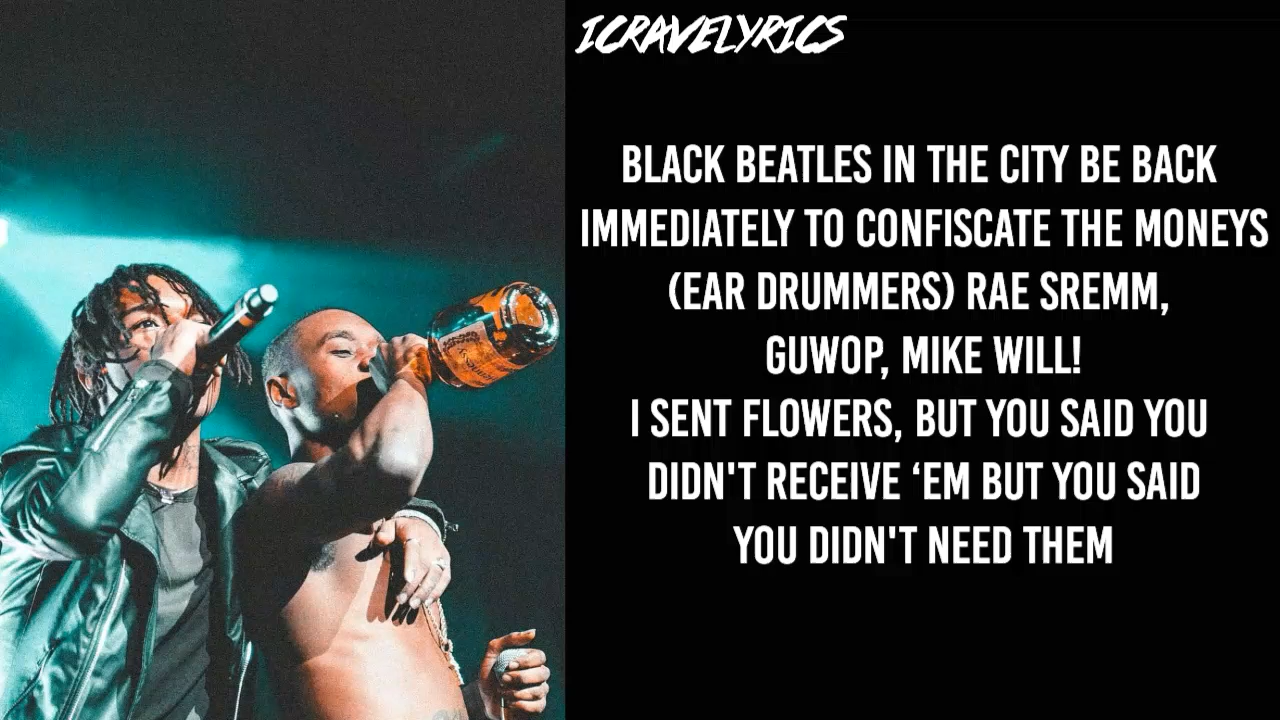 ICRAVELYRICS
BLACK BEATLES IN THE CITY BE BACK
IMMEDIATELY TO CONFISCATE THE MONEYS
(EAR DRUMMERS) RAE SREMM,
GUWOP, MIKE WILL!
I SENT FLOWERS, BUT YOU SAID YOU
DIDN'T RECEIVE ‘EM BUT YOU SAID
YOU DIDN'T NEED THEM
Hennessy